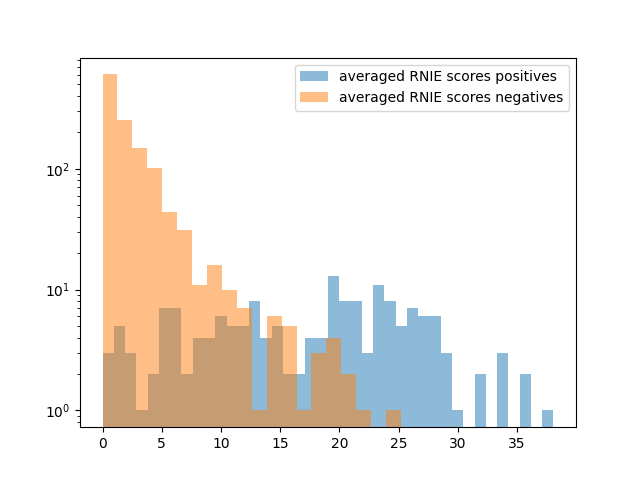 averaged RNIE scores positives
averaged RNIE scores negatives
10²
10¹
10⁰
0 5 10 15 20 25 30 35